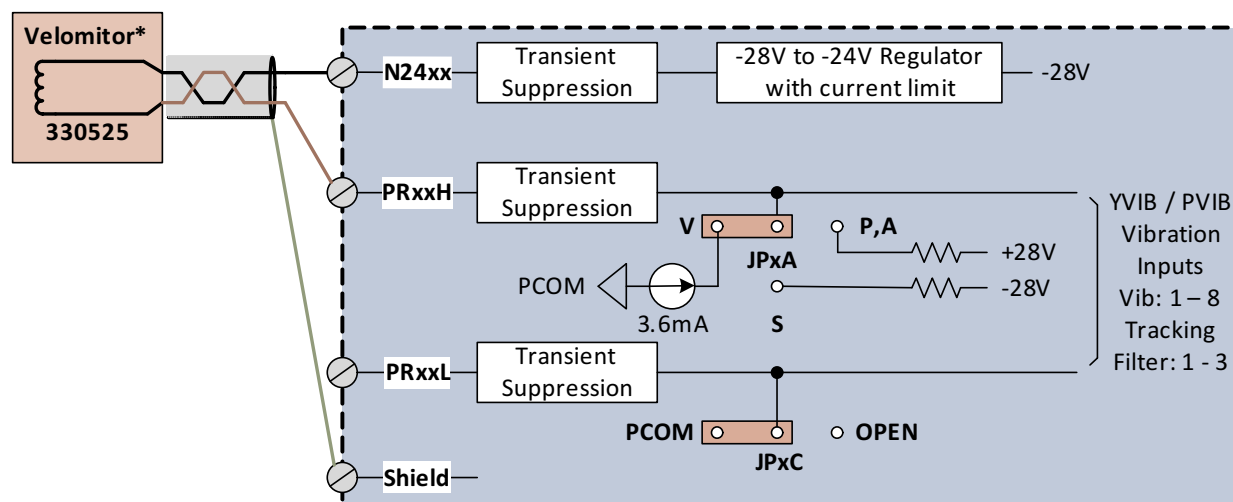 Velomitor*
330525
N24xx
Transient
Suppression
-28V to -24V Regulator
with current limit
-28V
PRxxH
Transient
Suppression
V
JPxA
P,A
+28V
-28V
PCOM
3.6mA
S
YVIB / PVIB
Vibration
Inputs
Vib: 1 – 8
Tracking
Filter: 1 - 3
PRxxL
Transient
Suppression
PCOM
JPxC
OPEN
Shield